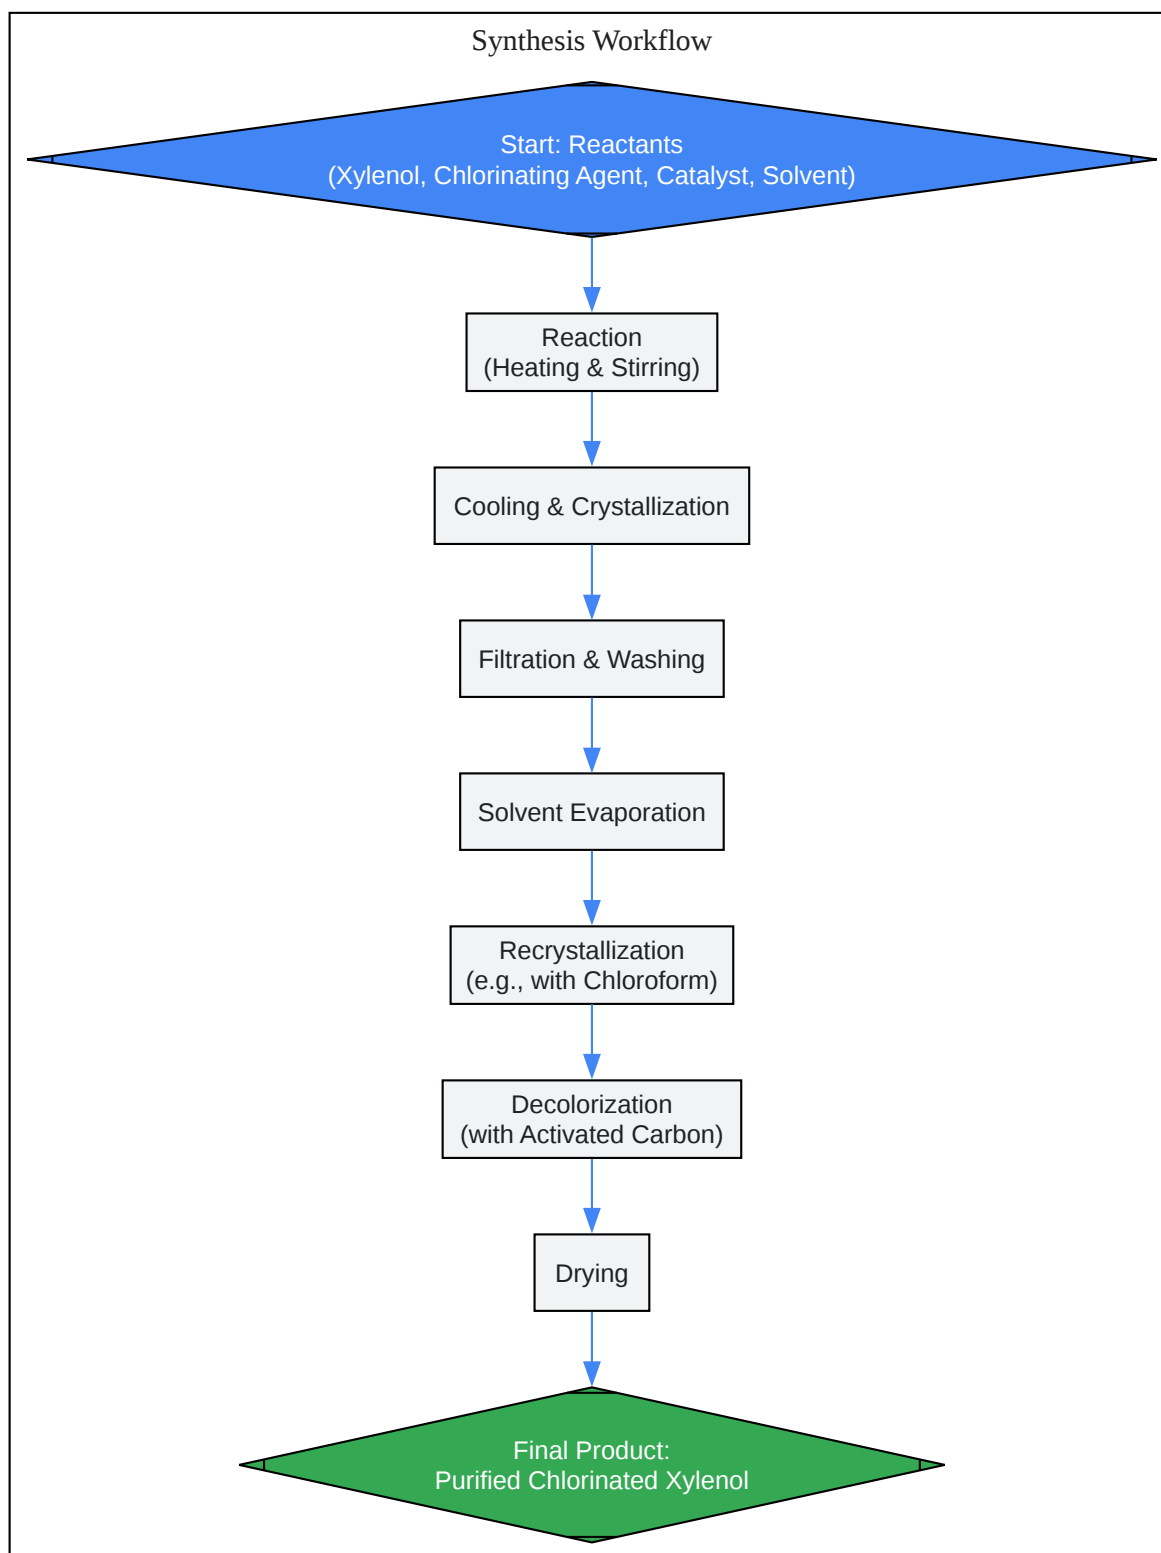 Synthesis Workflow
Start: Reactants
(Xylenol, Chlorinating Agent, Catalyst, Solvent)
Reaction
(Heating & Stirring)
Cooling & Crystallization
Filtration & Washing
Solvent Evaporation
Recrystallization
(e.g., with Chloroform)
Decolorization
(with Activated Carbon)
Drying
Final Product:
Purified Chlorinated Xylenol